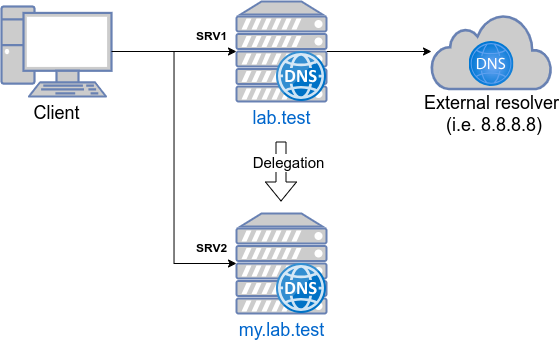 SRV1
DNS
DNS
Client
lab.test
External resolver
(i.e. 8.8.8.8)
Delegation
SRV2
DNS
my.lab.test